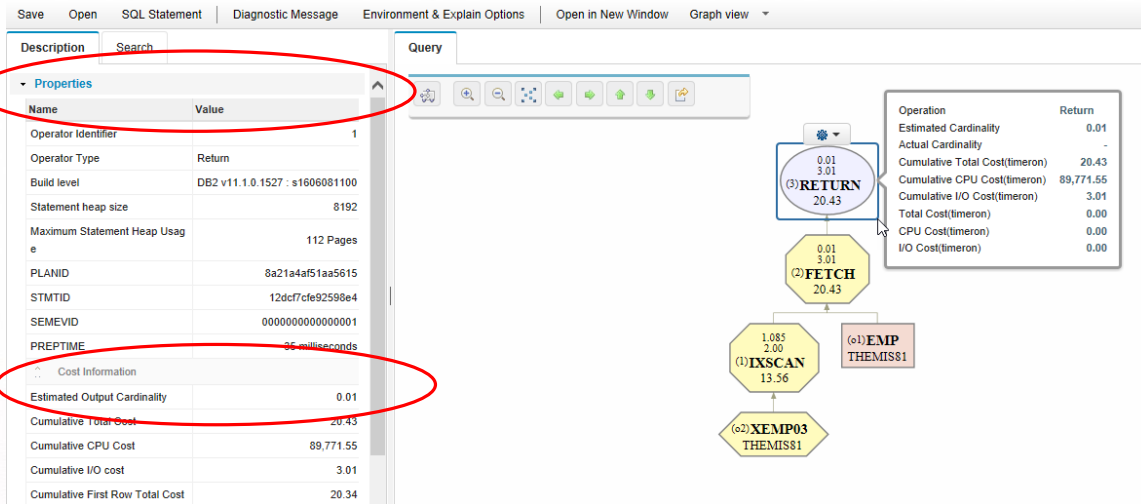 Save Open SQL Statement Diagnostic Message Environment & Explain Options Open in New Window Graph view
Description Search
Properties
Name Value
Operator Identifier 1
Operator Type Return
Build level DB2 v11.1.0.1527 : s1606081100
Statement heap size 8192
Maximum Statement Heap Usag
e 112 Pages
PLANID 8a21a4af51aa5615
STMTID 12dcf7cfe92598e4
SEMEVID 0000000000000001
PREPTIME 35 milliseconds
Cost Information
Estimated Output Cardinality 0.01
Cumulative Total Cost 20.43
Cumulative CPU Cost 89,771.55
Cumulative I/O cost 3.01
Cumulative First Row Total Cost 20.34
Query
0.01
3.01
(3)RETURN
20.43
0.01
3.01
(2)FETCH
20.43
1.085
2.00
(1)IXSCAN
13.56
(o1)EMP
THEMIS81
(o2)XEMP03
THEMIS81
Operation Return
Estimated Cardinality 0.01
Actual Cardinality -
Cumulative Total Cost(timeron) 20.43
Cumulative CPU Cost(timeron) 89,771.55
Cumulative I/O Cost(timeron) 3.01
Total Cost(timeron) 0.00
CPU Cost(timeron) 0.00
I/O Cost(timeron) 0.00